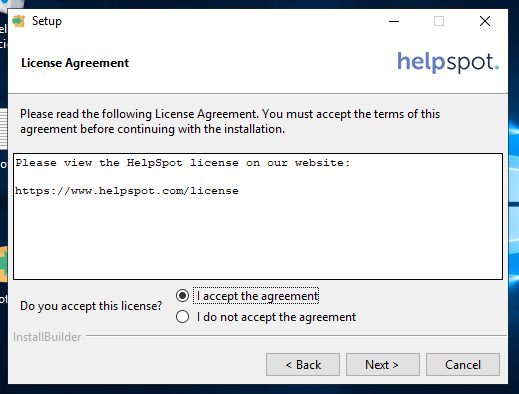 Setup
License Agreement
helpspot.
Please read the following License Agreement. You must accept the terms of this
agreement before continuing with the installation.
Please view the HelpSpot license on our website:
https://www.helpspot.com/license
Do you accept this license?
I accept the agreement
I do not accept the agreement
InstallBuilder
< Back
Next >
Cancel